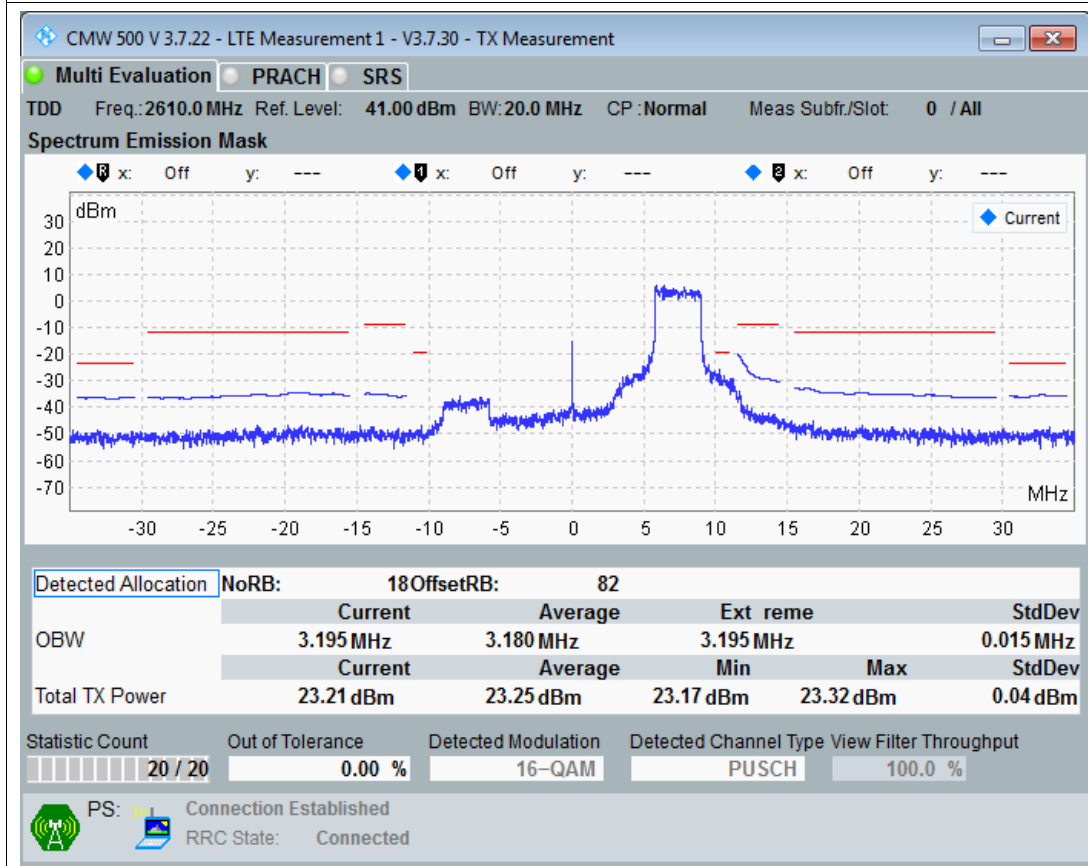 CMW 500 V 3.7.22 - LTE Measurement 1 - V3.7.30 - TX Measurement
Multi Evaluation PRACH SRS
TDD Freq.: 2610.0 MHz Ref. Level: 41.00 dBm BW: 20.0 MHz CP : Normal Meas Subfr./Slot: 0 / All
Spectrum Emission Mask
R x: Off y: --- 1 x: Off y: --- 2 x: Off y: ---
dBm
Current
30
20
10
0
-10
-20
-30
-40
-50
-60
-70
MHz
-30 -25 -20 -15 -10 -5 0 5 10 15 20 25 30
Detected Allocation NoRB: 18 OffsetRB: 82
Current Average Ext reme StdDev
OBW 3.195 MHz 3.180 MHz 3.195 MHz 0.015 MHz
Current Average Min Max StdDev
Total TX Power 23.21 dBm 23.25 dBm 23.17 dBm 23.32 dBm 0.04 dBm
Statistic Count Out of Tolerance Detected Modulation Detected Channel Type View Filter Throughput
20 / 20 0.00 % 16-QAM PUSCH 100.0 %
PS: Connection Established
RRC State: Connected